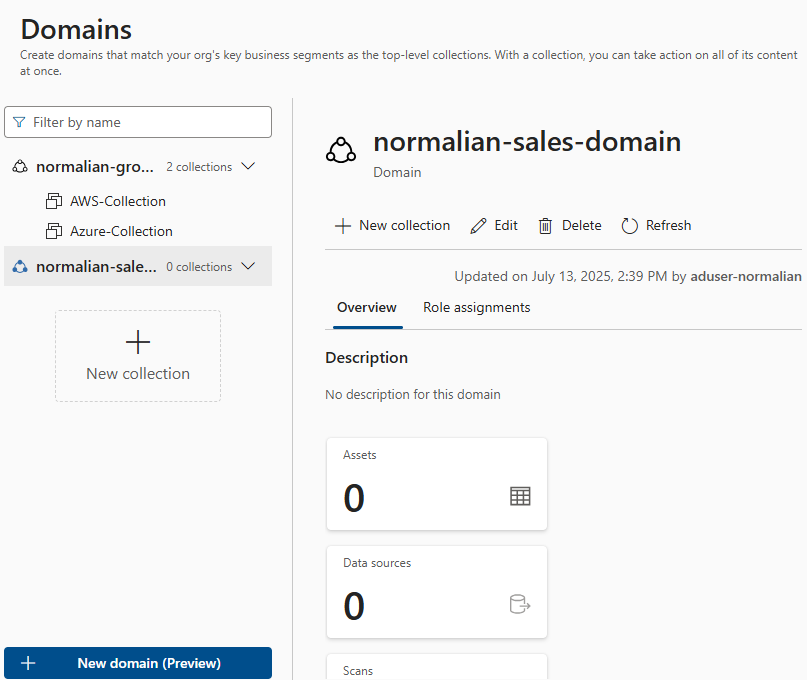 Domains
Create domains that match your org's key business segments as the top-level collections. With a collection, you can take action on all of its content
at once.
Filter by name
normalian-gro... 2 collections
AWS-Collection
Azure-Collection
normalian-sale... 0 collections
New collection
New domain (Preview)
normalian-sales-domain
Domain
New collection Edit Delete Refresh
Updated on July 13, 2025, 2:39 PM by aduser-normalian
Overview Role assignments
Description
No description for this domain
Assets
0
Data sources
0
Scans